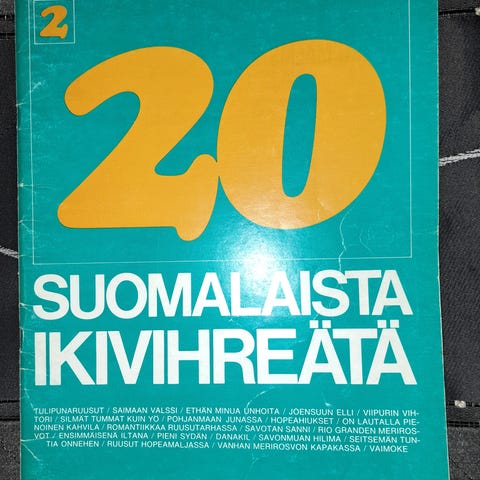 2
20
SUOMALAISTA
IKIVIHREÄTÄ
TULIPUNARUUSUT / SAIMAAN VALSSI / ETHÄN MINUA UNHOITA / JOENSUUN ELLI / VIIPURIN VIH-
TORI / SILMÄT TUMMAT KUIN YÖ / POHJANMAAN JUNASSA / HOPEAHIUKSET / ON LAUTALLA PIE-
NOINEN KAHVILA / ROMANTIIKKAA RUUSUTARHASSA / SAVOTAN SANNI / RIO GRANDEN MERIROS-
VOT / ENSIMMÄISENÄ ILTANA / PIENI SYDÄN / DANAKIL / SAVONMUAN HILIMA / SEITSEMÄN TUN-
TIA ONNEHEN / RUUSUT HOPEAMALJASSA / VANHAN MERIROSVON KAPAKASSA / VAIMOKE